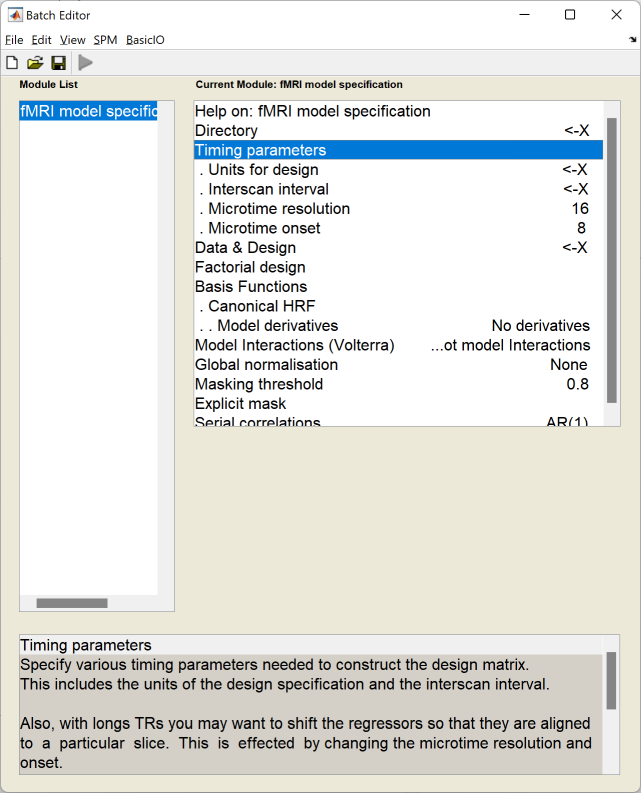 Batch Editor
File Edit View SPM BasicIO
Module List
Current Module: fMRI model specification
fMRI model specific
Help on: fMRI model specification
Directory <-X
Timing parameters
. Units for design <-X
. Interscan interval <-X
. Microtime resolution 16
. Microtime onset 8
Data & Design <-X
Factorial design
Basis Functions
. Canonical HRF
. . Model derivatives No derivatives
Model Interactions (Volterra) ...ot model Interactions
Global normalisation None
Masking threshold 0.8
Explicit mask
Serial correlations AR(1)
Timing parameters
Specify various timing parameters needed to construct the design matrix.
This includes the units of the design specification and the interscan interval.
Also, with longs TRs you may want to shift the regressors so that they are aligned
to a particular slice. This is effected by changing the microtime resolution and
onset.